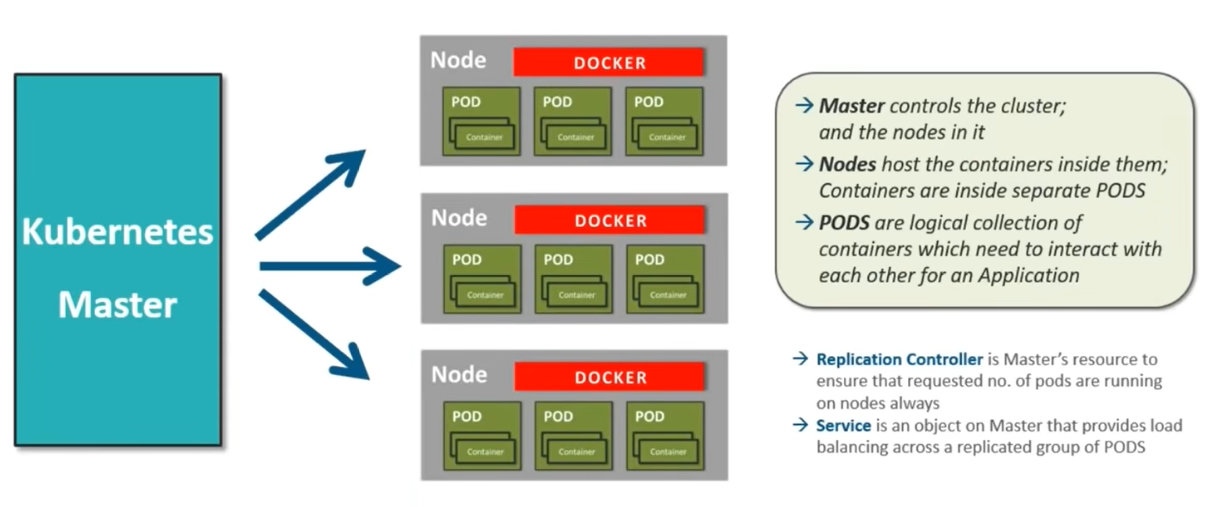 Kubernetes
Master
Node
DOCKER
POD
POD
POD
Container
Container
Container
Node
DOCKER
POD
POD
POD
Container
Container
Container
Node
DOCKER
POD
POD
POD
Container
Container
Container
→ Master controls the cluster;
and the nodes in it
→ Nodes host the containers inside them;
Containers are inside separate PODS
→ PODS are logical collection of
containers which need to interact with
each other for an Application
→ Replication Controller is Master's resource to
ensure that requested no. of pods are running
on nodes always
→ Service is an object on Master that provides load
balancing across a replicated group of PODS